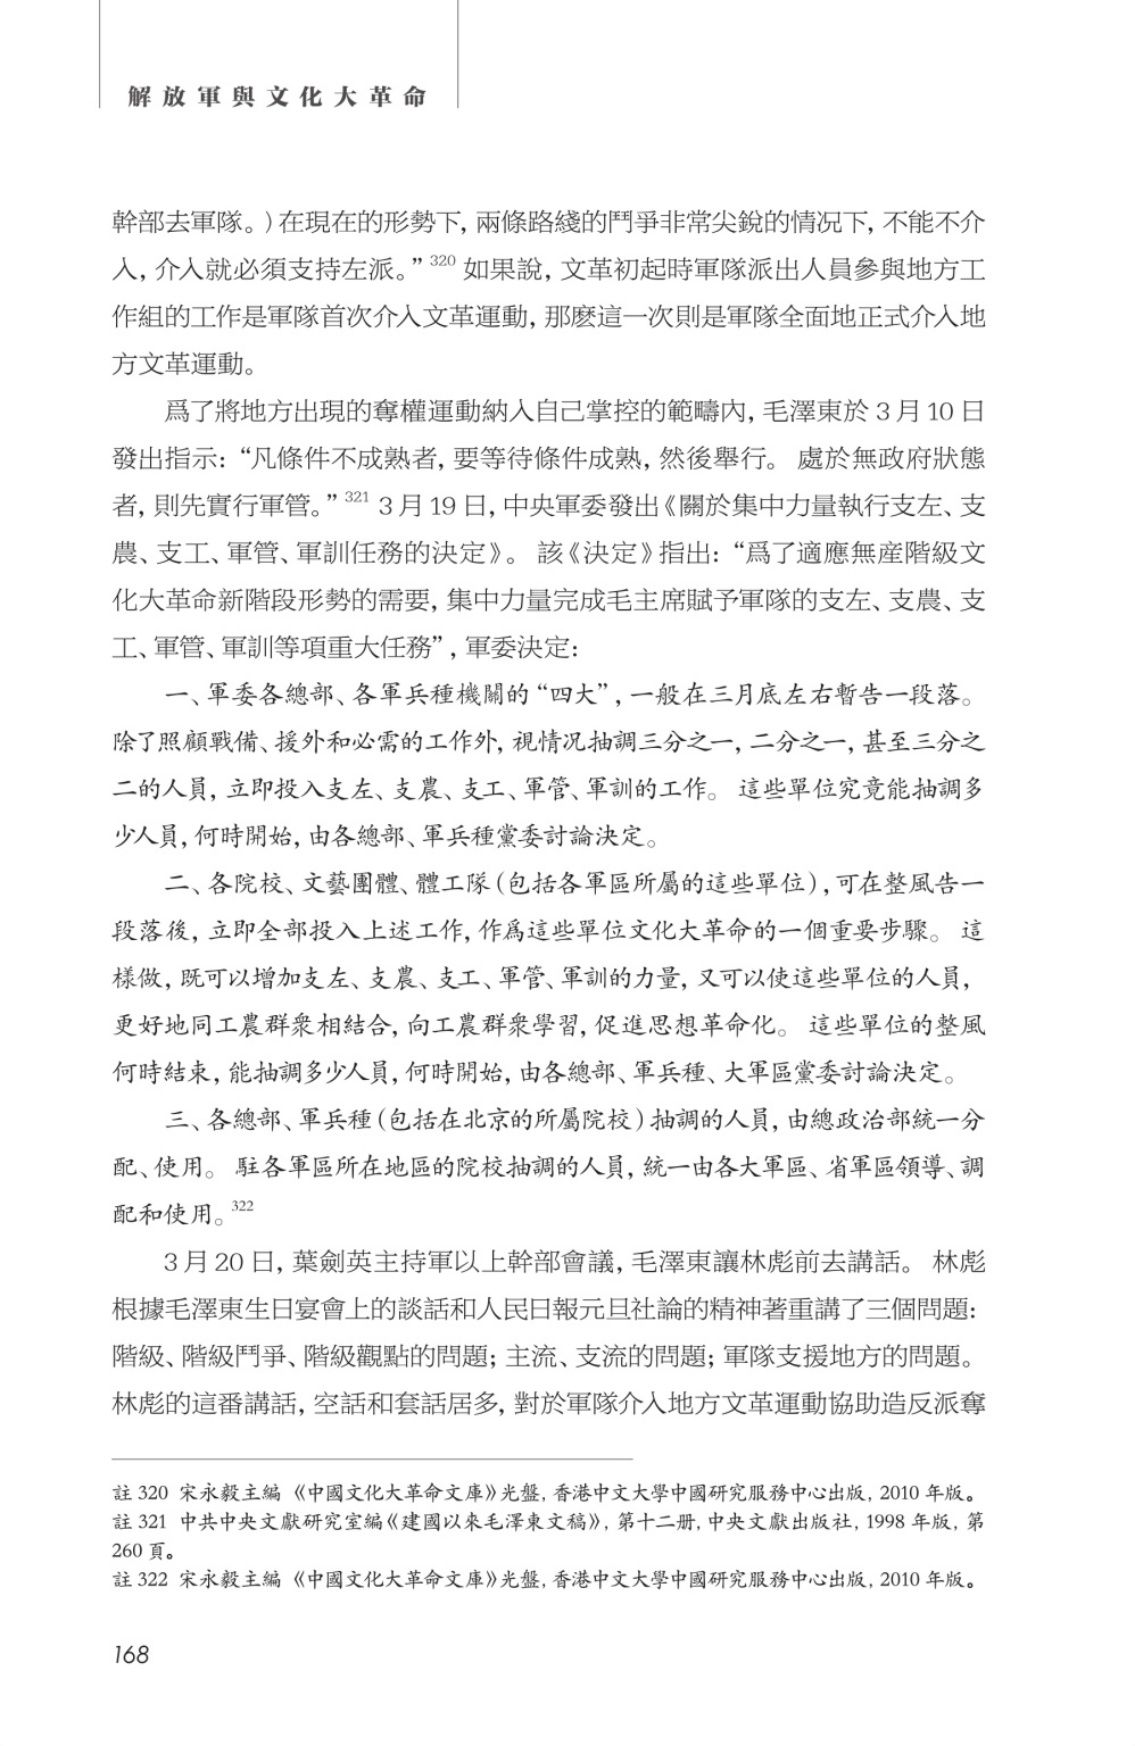 解放軍與文化大革命
幹部去軍隊。）在現在的形勢下，兩條路綫的鬥爭非常尖銳的情况下，不能不介
入，介入就必須支持左派。”320 如果說，文革初起時軍隊派出人員參與地方工
作組的工作是軍隊首次介入文革運動，那麽這一次則是軍隊全面地正式介入地
方文革運動。
爲了將地方出現的奪權運動納入自己掌控的範疇內，毛澤東於 3 月 10 日
發出指示：“凡條件不成熟者，要等待條件成熟，然後舉行。 處於無政府狀態
者，則先實行軍管。”321 3 月 19 日，中央軍委發出《關於集中力量執行支左、支
農、支工、軍管、軍訓任務的決定》。 該《決定》指出：“爲了適應無産階級文
化大革命新階段形勢的需要，集中力量完成毛主席賦予軍隊的支左、支農、支
工、軍管、軍訓等項重大任務”，軍委決定：
一、軍委各總部、各軍兵種機關的“四大”，一般在三月底左右暫告一段落。
除了照顧戰備、援外和必需的工作外，視情况抽調三分之一，二分之一，甚至三分之
二的人員，立即投入支左、支農、支工、軍管、軍訓的工作。 這些單位究竟能抽調多
少人員，何時開始，由各總部、軍兵種黨委討論決定。
二、各院校、文藝團體、體工隊（包括各軍區所屬的這些單位），可在整風告一
段落後，立即全部投入上述工作，作爲這些單位文化大革命的一個重要步驟。 這
樣做，既可以增加支左、支農、支工、軍管、軍訓的力量，又可以使這些單位的人員，
更好地同工農群衆相結合，向工農群衆學習，促進思想革命化。 這些單位的整風
何時結束，能抽調多少人員，何時開始，由各總部、軍兵種、大軍區黨委討論決定。
三、各總部、軍兵種（包括在北京的所屬院校）抽調的人員，由總政治部統一分
配、使用。 駐各軍區所在地區的院校抽調的人員，統一由各大軍區、省軍區領導、調
配和使用。322
3 月 20 日，葉劍英主持軍以上幹部會議，毛澤東讓林彪前去講話。 林彪
根據毛澤東生日宴會上的談話和人民日報元旦社論的精神著重講了三個問題：
階級、階級鬥爭、階級觀點的問題；主流、支流的問題；軍隊支援地方的問題。
林彪的這番講話，空話和套話居多，對於軍隊介入地方文革運動協助造反派奪
註 320 宋永毅主編 《中國文化大革命文庫》光盤，香港中文大學中國研究服務中心出版，2010 年版。
註 321 中共中央文獻研究室編《建國以來毛澤東文稿》，第十二册，中央文獻出版社，1998 年版，第
260 頁。
註 322 宋永毅主編 《中國文化大革命文庫》光盤，香港中文大學中國研究服務中心出版，2010 年版。
168